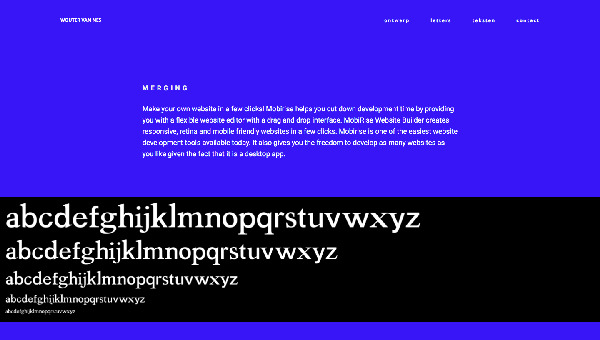 WOUTER VAN NES
ontwerp letters teksten contact
MERGING
Make your own website in a few clicks! Mobirise helps you cut down development time by providing
you with a flexible website editor with a drag and drop interface. MobiRise Website Builder creates
responsive, retina and mobile friendly websites in a few clicks. Mobirise is one of the easiest website
development tools available today. It also gives you the freedom to develop as many websites as
you like given the fact that it is a desktop app.
abcdefghijklmnopqrstuvwxyz
abcdefghijklmnopqrstuvwxyz
abcdefghijklmnopqrstuvwxyz
abcdefghijklmnopqrstuvwxyz
abcdefghijklmnopqrstuvwxyz